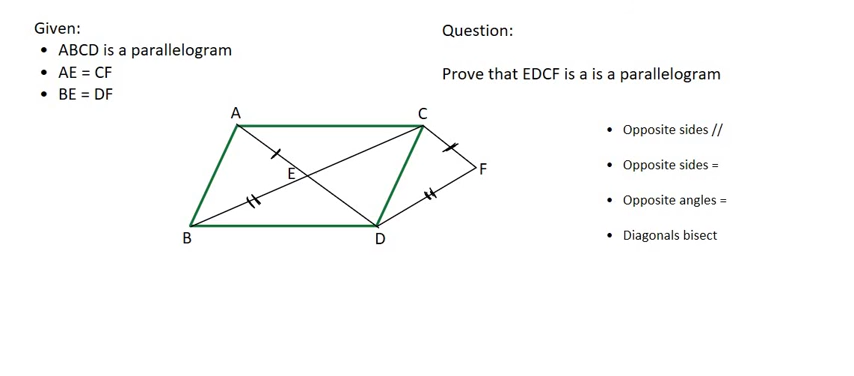 Given:
• ABCD is a parallelogram
• AE = CF
• BE = DF
Question:
Prove that EDCF is a is a parallelogram
A
C
E
F
B
D
• Opposite sides //
• Opposite sides =
• Opposite angles =
• Diagonals bisect